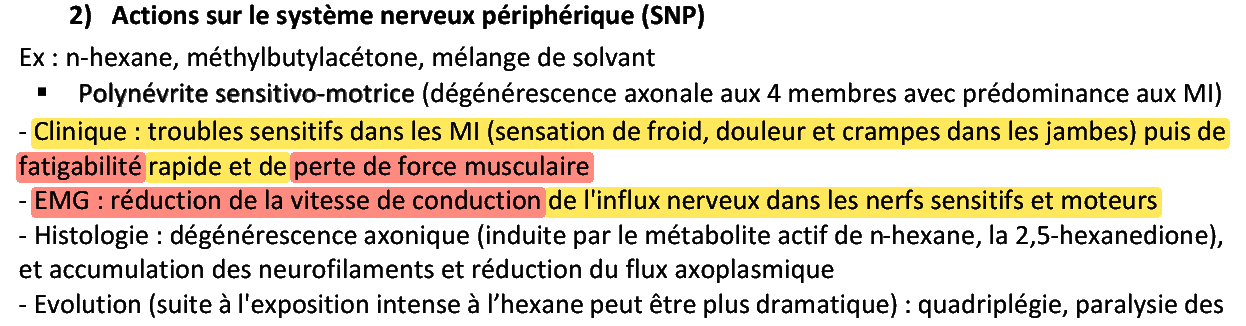 2) Actions sur le système nerveux périphérique (SNP)
Ex : n-hexane, méthylbutylacétone, mélange de solvant
▪ Polynévrite sensitivo-motrice (dégénérescence axonale aux 4 membres avec prédominance aux MI)
- Clinique : troubles sensitifs dans les MI (sensation de froid, douleur et crampes dans les jambes) puis de
fatigabilité rapide et de perte de force musculaire
- EMG : réduction de la vitesse de conduction de l'influx nerveux dans les nerfs sensitifs et moteurs
- Histologie : dégénérescence axonique (induite par le métabolite actif de n-hexane, la 2,5-hexanedione),
et accumulation des neurofilaments et réduction du flux axoplasmique
- Evolution (suite à l'exposition intense à l’hexane peut être plus dramatique) : quadriplégie, paralysie des